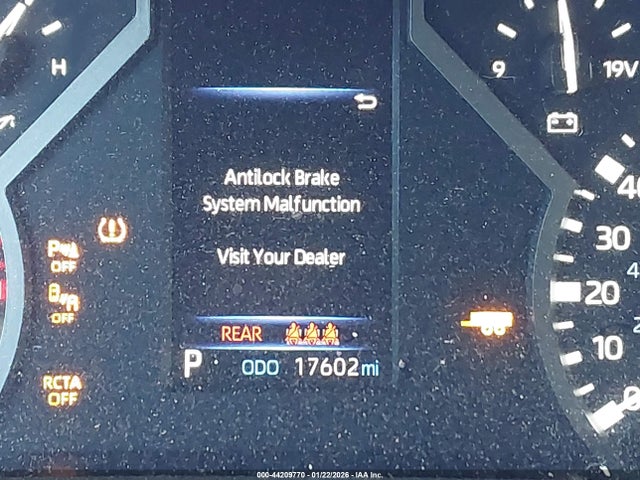 H
9
19V
Antilock Brake
System Malfunction
Visit Your Dealer
OFF
OFF
RCTA
OFF
REAR
P ODO 17602 mi
40
30
20
10
0
000-44209770 - 01/22/2026 - IAA Inc.